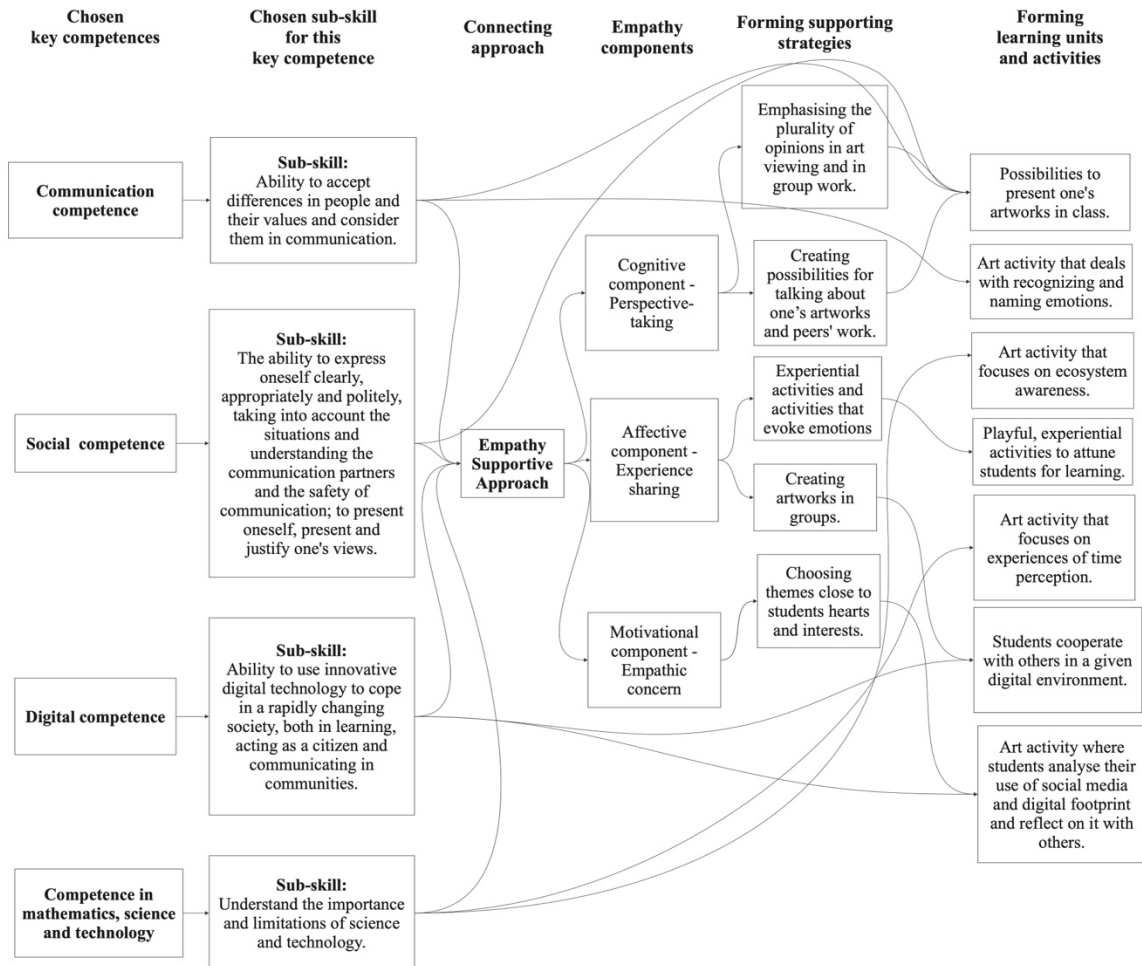 Chosen
key competences
Chosen sub-skill
for this
key competence
Connecting
approach
Empathy
components
Forming supporting
strategies
Forming
learning units
and activities
Communication
competence
Social  competence
Digital competence
Competence in
mathematics, science
and technology
Sub-skill:
Ability to accept
differences in people
and their values and consider
them in communication.
Sub-skill:
The ability to express
oneself clearly,
appropriately and politely,
taking into account the
situations and
understanding the
communication partners
and the safety of
communication; to present
oneself, present and
justify one's views.
Sub-skill:
Ability to use innovative
digital technology to cope
in a rapidly changing
society, both in learning,
acting as a citizen and
communicating in
communities.
Sub-skill:
Understand the importance
and limitations of science
and technology.
Empathy
Supportive
Approach
Cognitive component -
Perspective-
taking
Affective component -
Experience
sharing
Motivational component -
Empathic
concern
Emphasising the
plurality of
opinions in art
viewing and in
group work.
Creating
possibilities for
talking about
one’s artworks
and peers' work.
Experiential
activities and
activities that
evoke emotions
Creating
artworks in
groups.
Choosing
themes close to
students hearts
and interests.
Possibilities to
present one's
artworks in class.
Art activity that deals
with recognizing and
naming emotions.
Art activity that
focuses on ecosystem
awareness.
Playful, experiential
activities to attune
students for learning.
Art activity that
focuses on
experiences of time
perception.
Students cooperate
with others in a given
digital environment.
Art activity where
students analyse their
use of social media
and digital footprint
and reflect on it with
others.